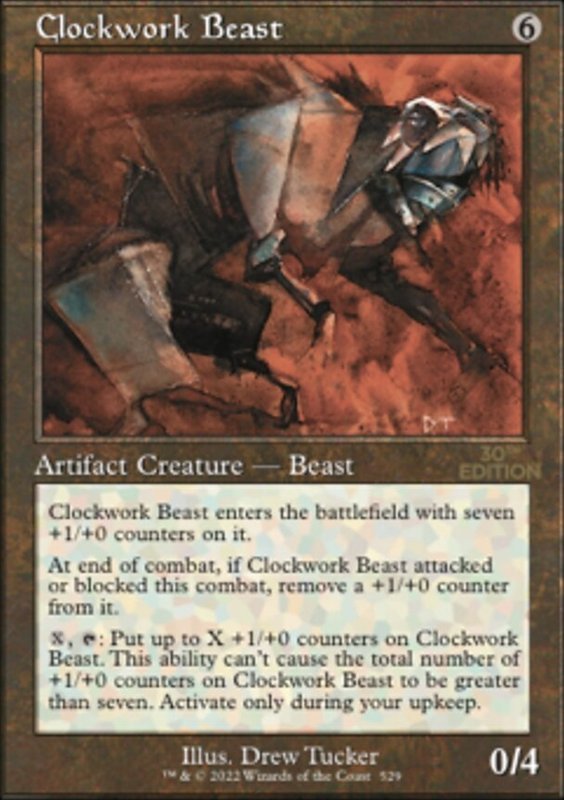 Clockwork Beast 6
DT
30TH
EDITION
Artifact Creature — Beast
Clockwork Beast enters the battlefield with seven
+1/+0 counters on it.
At end of combat, if Clockwork Beast attacked
or blocked this combat, remove a +1/+0 counter
from it.
X, T: Put up to X +1/+0 counters on Clockwork
Beast. This ability can't cause the total number of
+1/+0 counters on Clockwork Beast to be greater
than seven. Activate only during your upkeep.
Illus. Drew Tucker
™ & © 2022 Wizards of the Coast 529
0/4